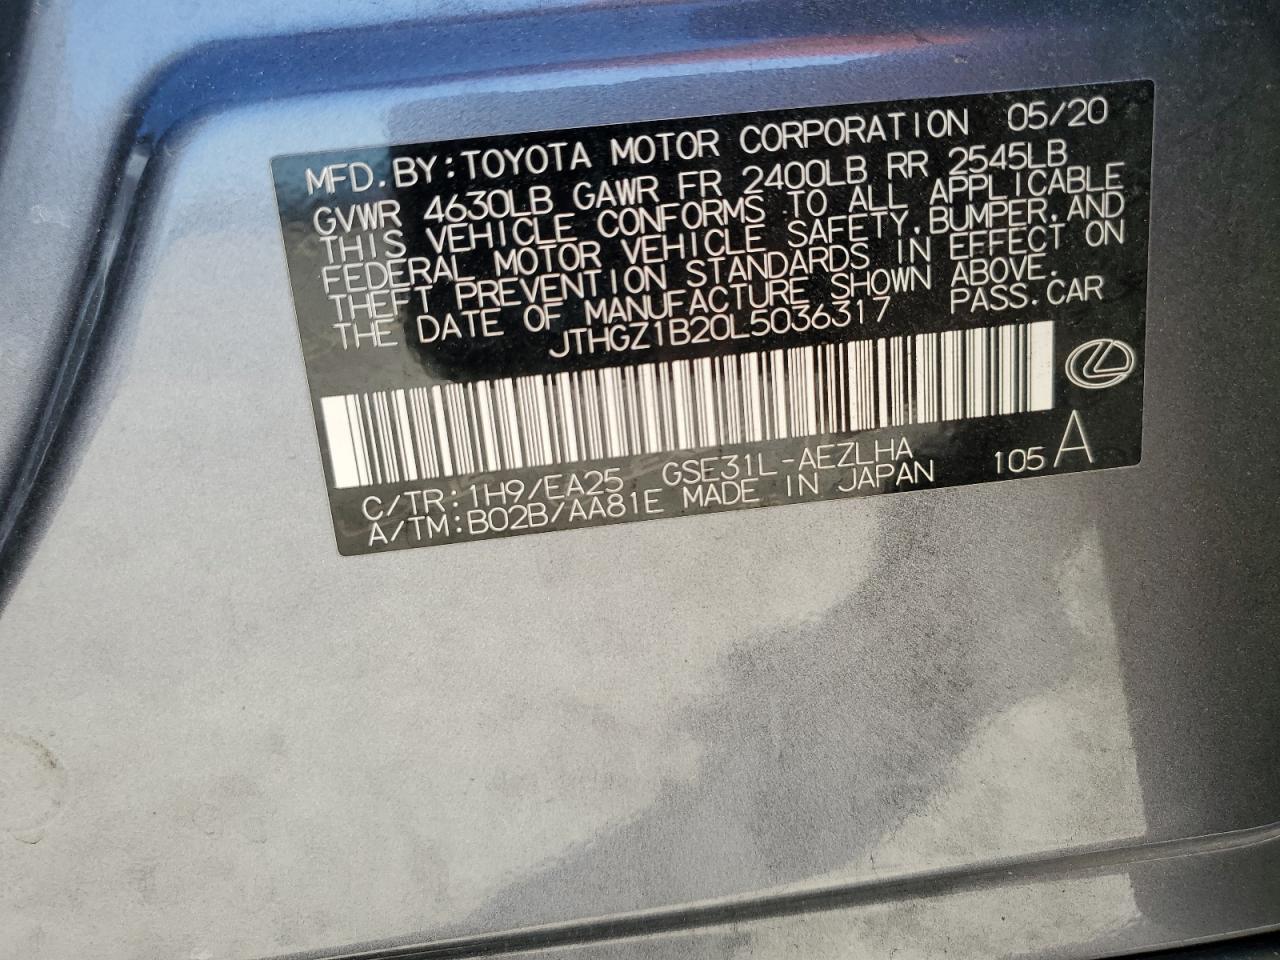 MFD. BY: TOYOTA MOTOR CORPORATION 05/20
GVWR 4630LB GAWR FR 2400LB RR 2545LB
THIS VEHICLE CONFORMS TO ALL APPLICABLE
FEDERAL MOTOR VEHICLE SAFETY, BUMPER, AND
THEFT PREVENTION STANDARDS IN EFFECT ON
THE DATE OF MANUFACTURE SHOWN ABOVE.
JTHGZ1B20L5036317 PASS. CAR
C/TR: 1H9/EA25 GSE31L-AEZLHA 105 A
A/TM: B02B/AA81E MADE IN JAPAN